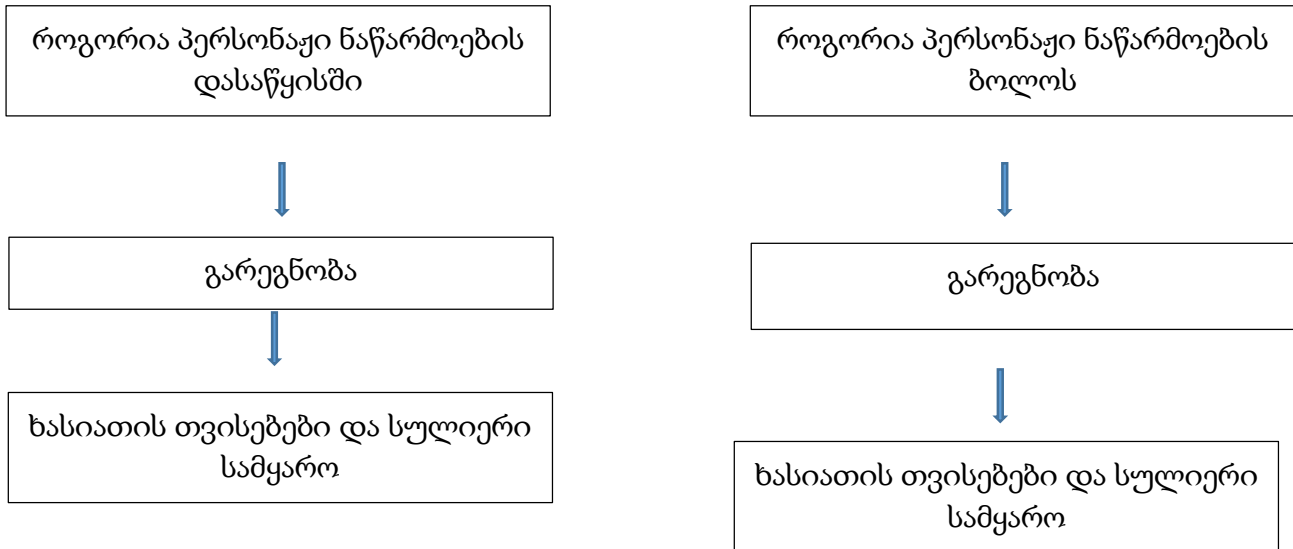 როგორია პერსონაჟი ნაწარმოების
დასაწყისში
გარეგნობა
ხასიათის თვისებები და სულიერი
სამყარო
როგორია პერსონაჟი ნაწარმოების
ბოლოს
გარეგნობა
ხასიათის თვისებები და სულიერი
სამყარო